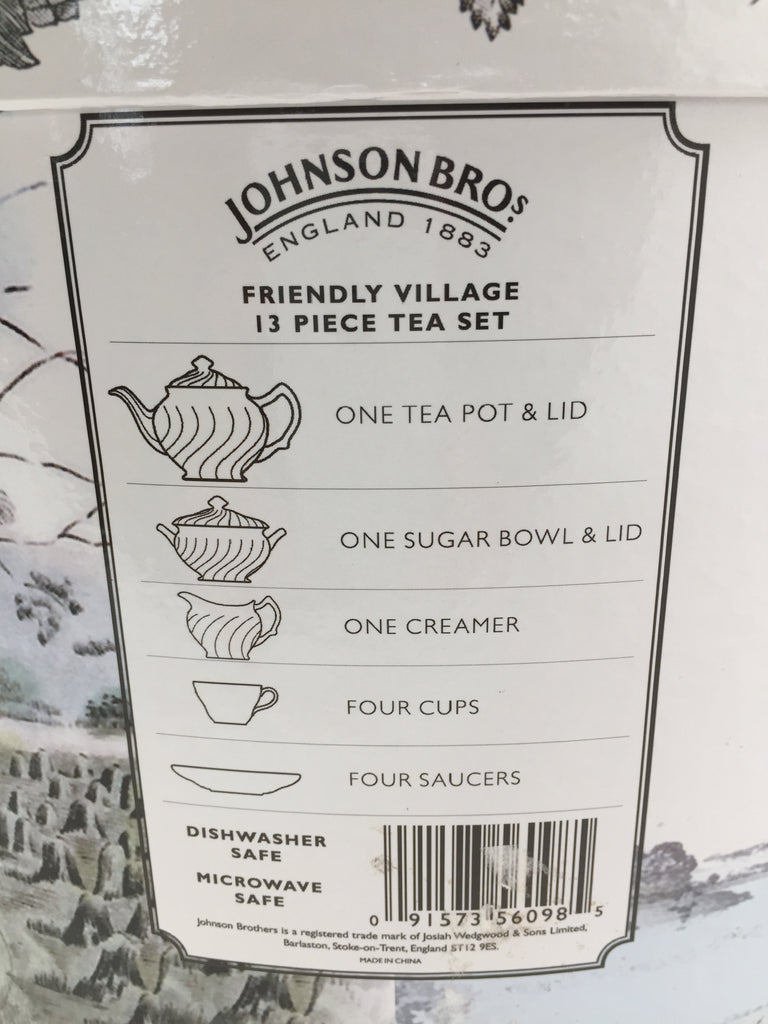 JOHNSON BROS.
ENGLAND 1883
FRIENDLY VILLAGE
13 PIECE TEA SET
ONE TEA POT & LID
ONE SUGAR BOWL & LID
ONE CREAMER
FOUR CUPS
FOUR SAUCERS
DISHWASHER
SAFE
MICROWAVE
SAFE
0 91573 56098 5
Johnson Brothers is a registered trade mark of Josiah Wedgwood & Sons Limited,
Barlaston, Stoke-on-Trent, England ST12 9ES.
MADE IN CHINA